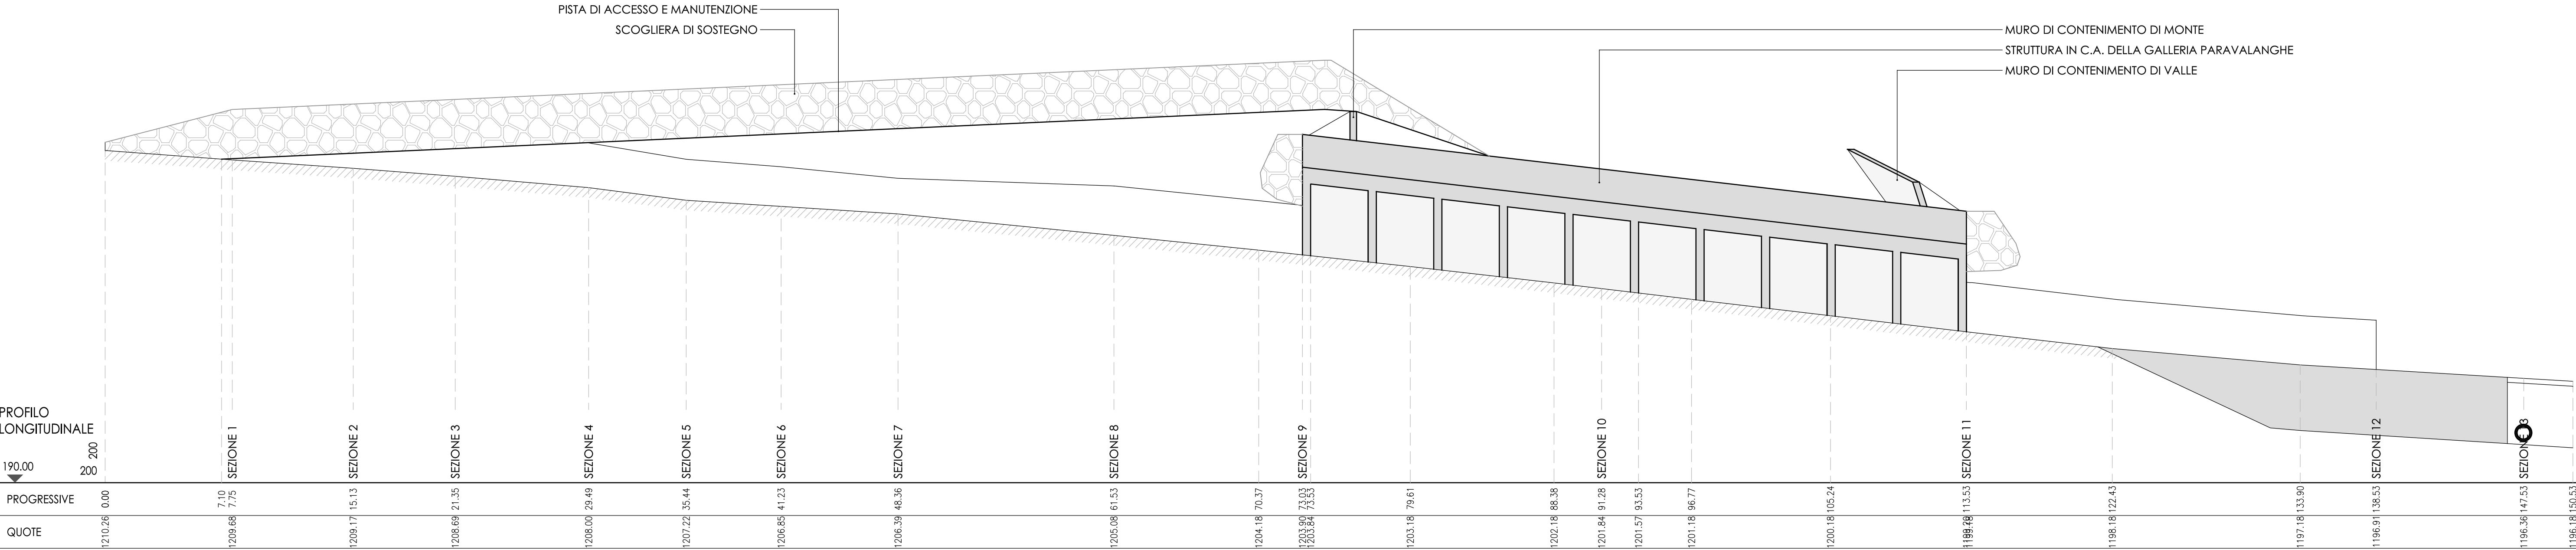 PISTA DI ACCESSO E MANUTENZIONE
SCOGLIERA DI SOSTEGNO
MURO DI CONTENIMENTO DI MONTE
STRUTTURA IN C.A. DELLA GALLERIA PARAVALANGHE
MURO DI CONTENIMENTO DI VALLE
PROFILO
LONGITUDINALE
200
200
190.00
SEZIONE 1
SEZIONE 2
SEZIONE 3
SEZIONE 4
SEZIONE 5
SEZIONE 6
SEZIONE 7
SEZIONE 8
SEZIONE 9
SEZIONE 10
SEZIONE 11
SEZIONE 12
SEZIONE
PROGRESSIVE
0.00
7.10
7.75
15.13
21.35
29.49
35.44
41.23
48.36
61.53
70.37
73.03
73.53
79.61
88.38
91.28
93.53
96.77
105.24
113.53
122.43
133.90
138.53
147.53
150.53
QUOTE
1210.26
1209.68
1209.17
1208.69
1208.00
1207.22
1206.85
1206.39
1205.08
1204.18
1203.90
1203.84
1203.18
1202.18
1201.84
1201.57
1201.18
1200.18
1198.18
1197.18
1196.91
1196.36
1196.18